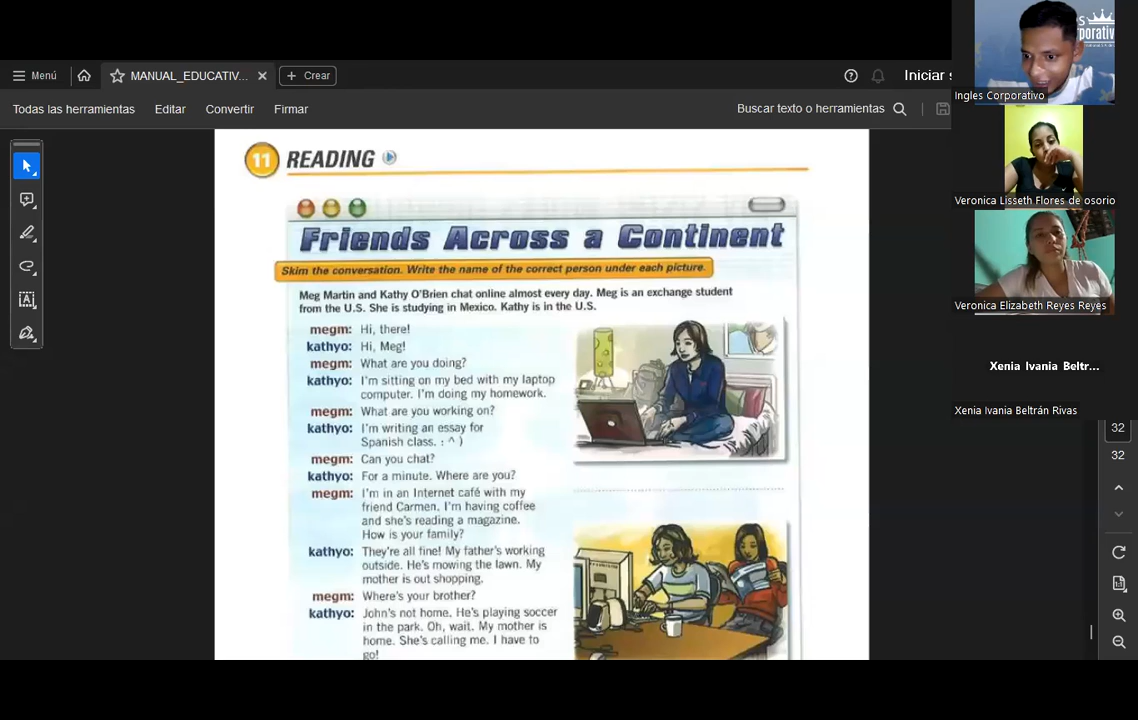 Menú
MANUAL_EDUCATIV...
Crear
Iniciar s
Todas las herramientas
Editar
Convertir
Firmar
Buscar texto o herramientas
11 READING
Friends Across a Continent
Skim the conversation. Write the name of the correct person under each picture.
Meg Martin and Kathy O'Brien chat online almost every day. Meg is an exchange student
from the U.S. She is studying in Mexico. Kathy is in the U.S.
megm: Hi, there!
kathyo: Hi, Meg!
megm: What are you doing?
kathyo: I'm sitting on my bed with my laptop
computer. I'm doing my homework.
megm: What are you working on?
kathyo: I'm writing an essay for
Spanish class. : ^ )
megm: Can you chat?
kathyo: For a minute. Where are you?
megm: I'm in an Internet café with my
friend Carmen. I'm having coffee
and she's reading a magazine.
How is your family?
kathyo: They're all fine! My father's working
outside. He's mowing the lawn. My
mother is out shopping.
megm: Where's your brother?
kathyo: John's not home. He's playing soccer
in the park. Oh, wait. My mother is
home. She's calling me. I have to
go!
Ingles Corporativo
Veronica Lisseth Flores de osorio
Veronica Elizabeth Reyes Reyes
Xenia Ivania Beltr...
Xenia Ivania Beltrán Rivas
32
32